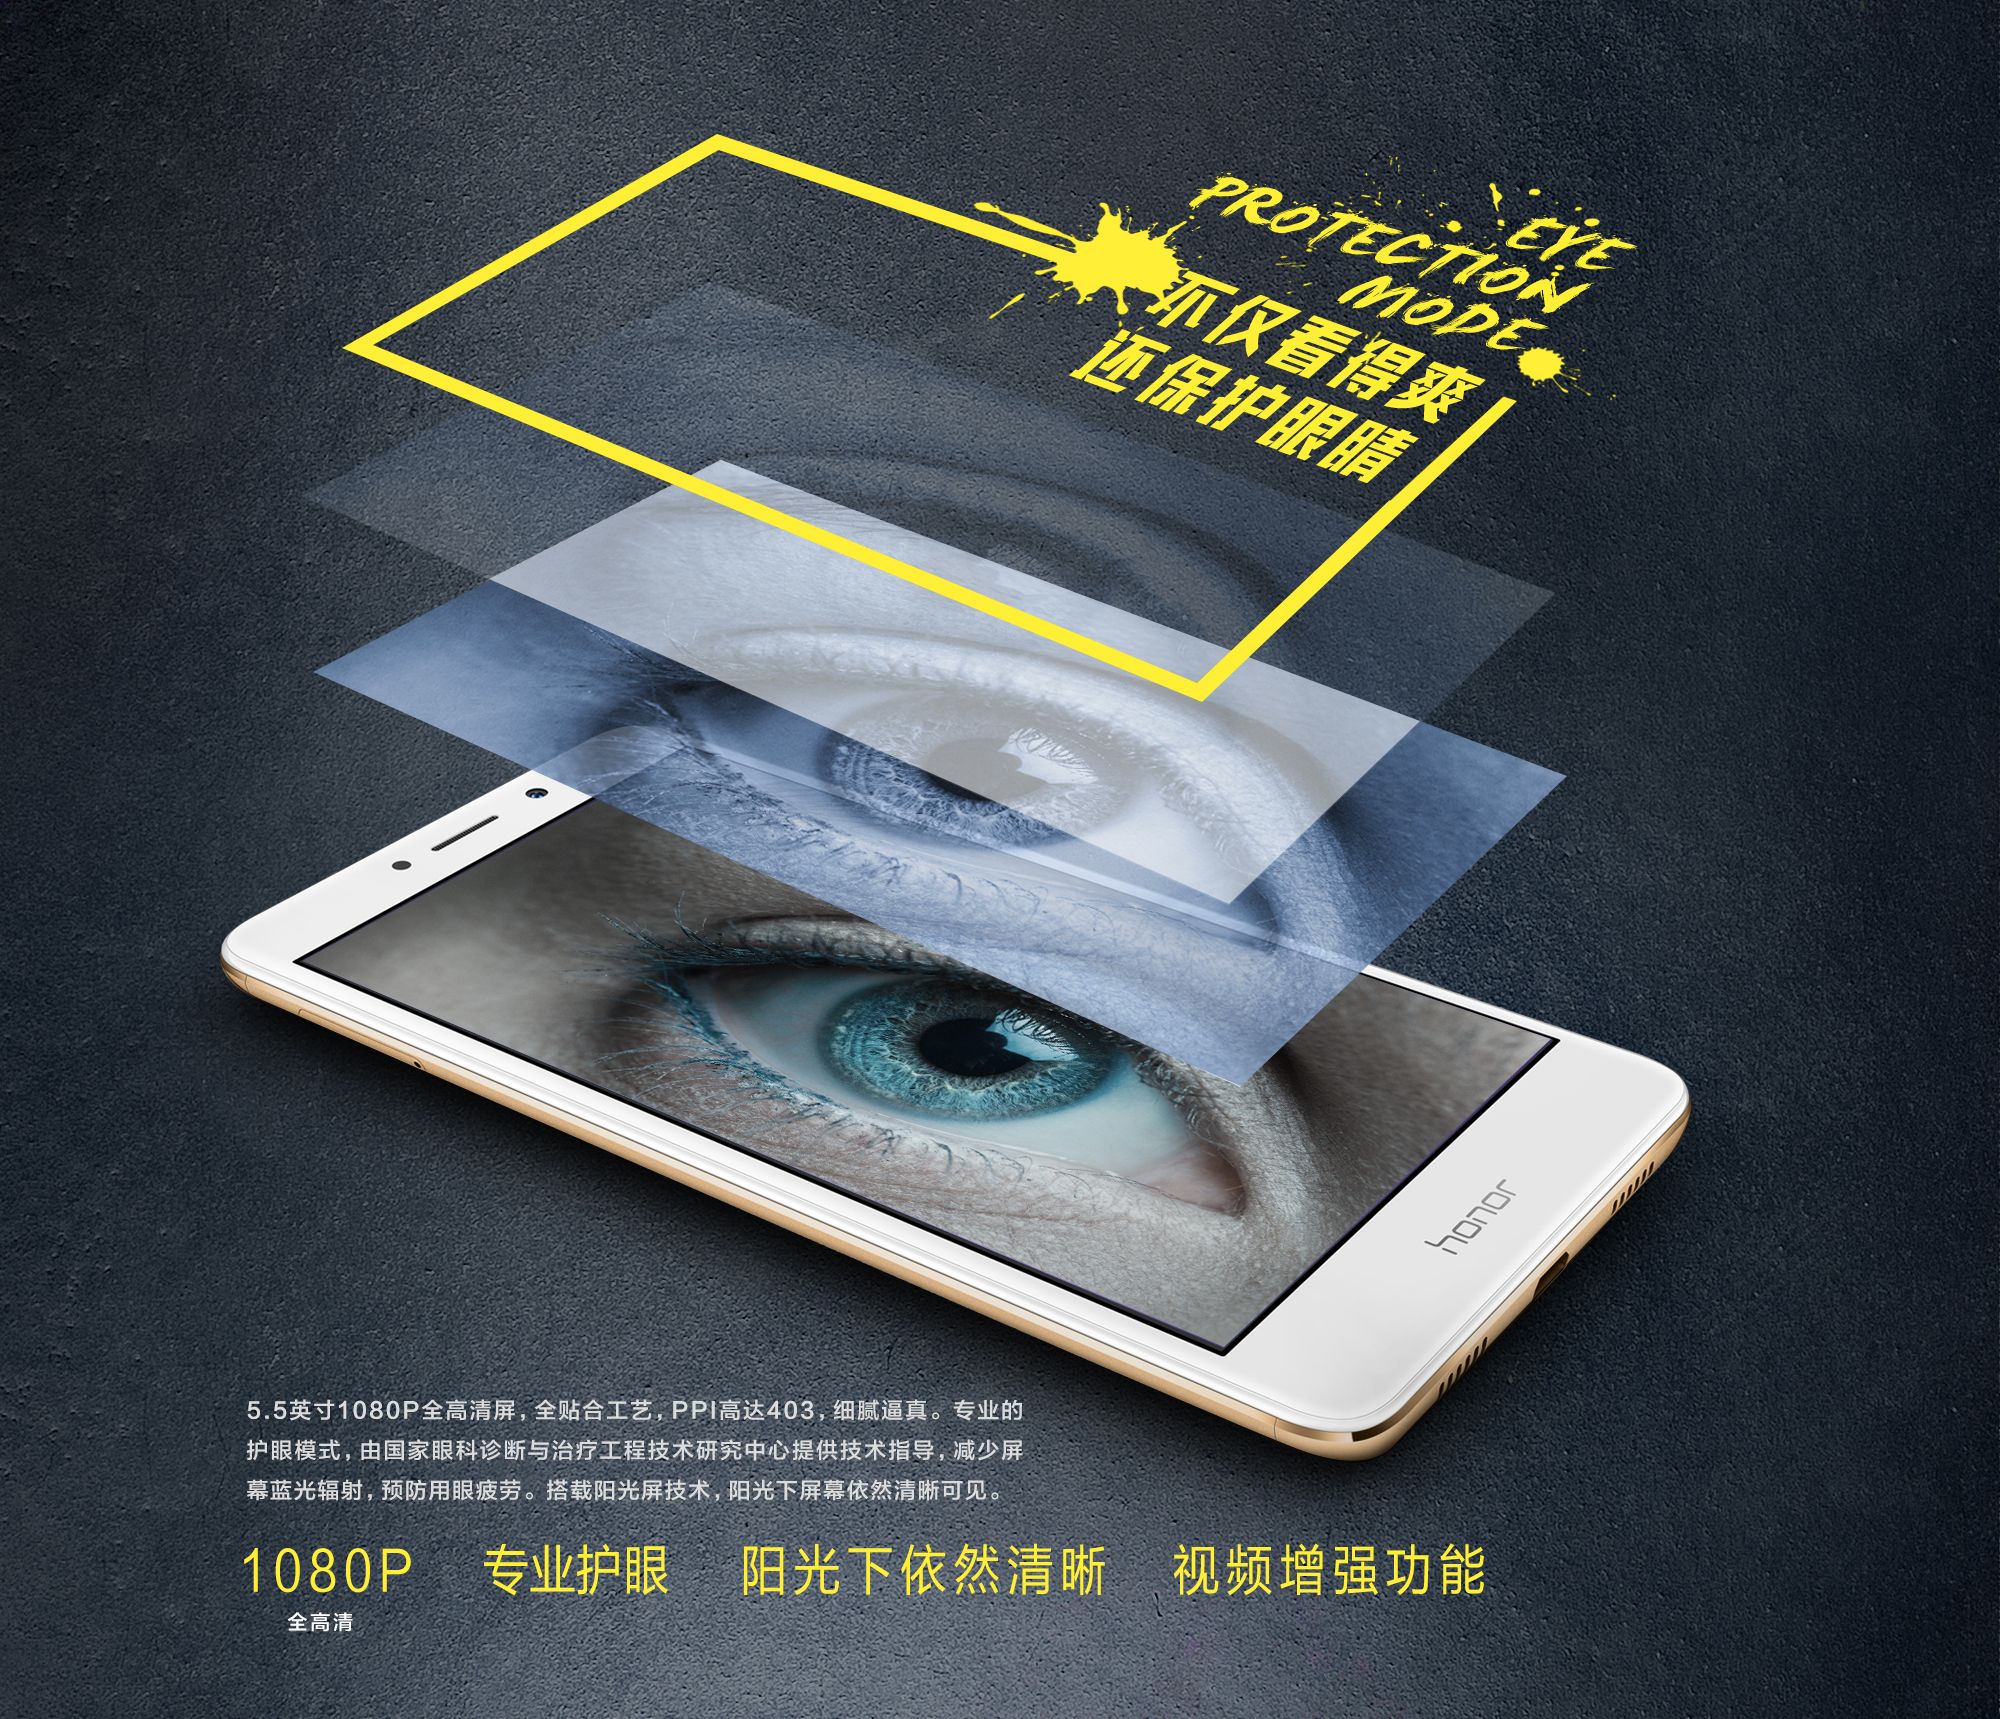 EYE
PROTECTION
MODE
不仅看得爽
还保护眼睛
honor
5.5英寸1080P全高清屏，全贴合工艺，PPI高达403，细腻逼真。专业的
护眼模式，由国家眼科诊断与治疗工程技术研究中心提供技术指导，减少屏
幕蓝光辐射，预防用眼疲劳。搭载阳光屏技术，阳光下屏幕依然清晰可见。
1080P 专业护眼 阳光下依然清晰 视频增强功能
全高清